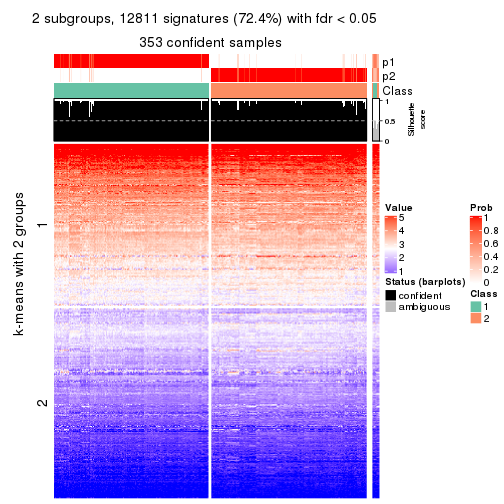 2 subgroups, 12811 signatures (72.4%) with fdr < 0.05
353 confident samples
p1
p2
Class
1
0.5
0
Silhouette
score
k-means with 2 groups
1
2
Value
5
4
3
2
1
Prob
1
0.8
0.6
0.4
0.2
0
Status (barplots)
confident
ambiguous
Class
1
2